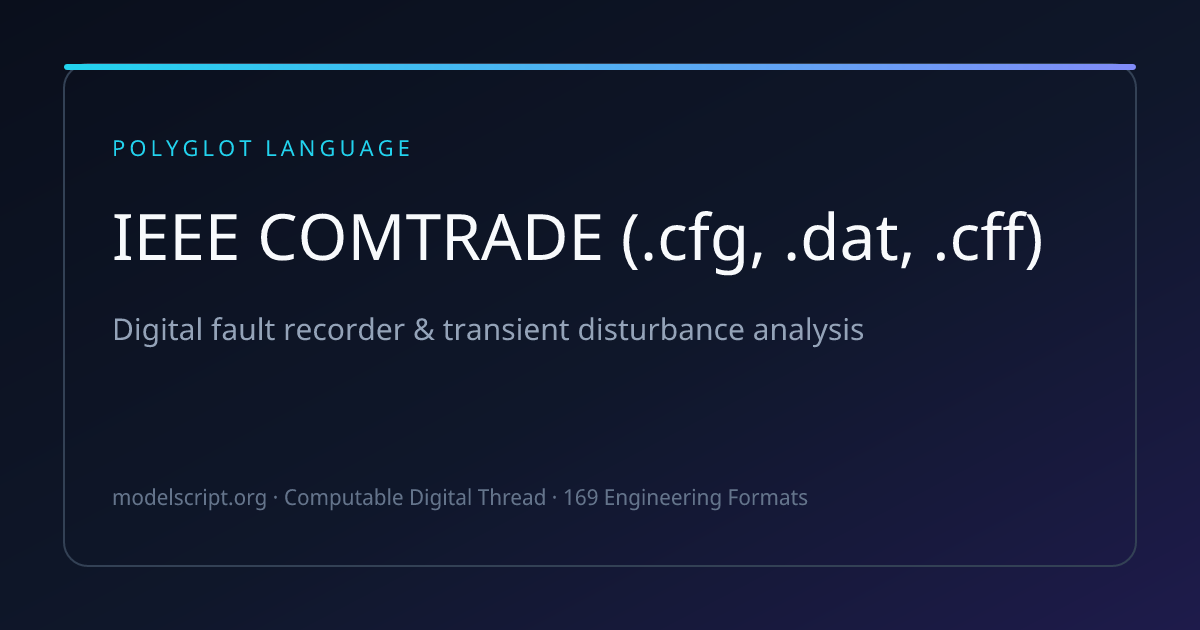 POLYGLOT LANGUAGE
IEEE COMTRADE (.cfg, .dat, .cff)
Digital fault recorder & transient disturbance analysis
modelscript.org · Computable Digital Thread · 169 Engineering Formats